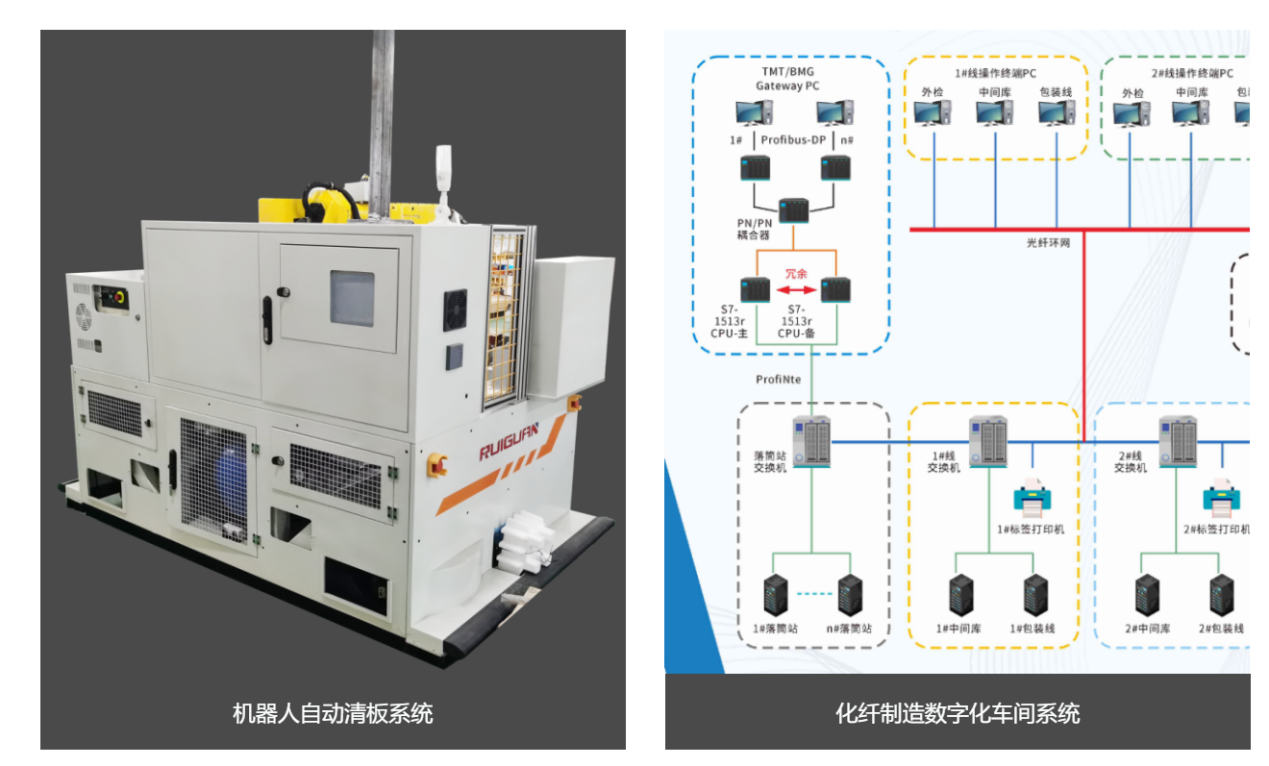 RUIGUAN
机器人自动清板系统
TMT/BMG
Gateway PC
1# Profibus-DP n#
PN/PN
耦合器
冗余
S7-
1513r
CPU-主
S7-
1513r
CPU-备
ProfiNte
1#线操作终端PC
外检 中间库 包装线
2#线操作终端PC
外检 中间库
光纤环网
落筒站
交换机
1#线
交换机
2#线
交换机
1#标签打印机
2#标签打印机
1#落筒站 n#落筒站
1#中间库 1#包装线
2#中间库 2#包装线
化纤制造数字化车间系统